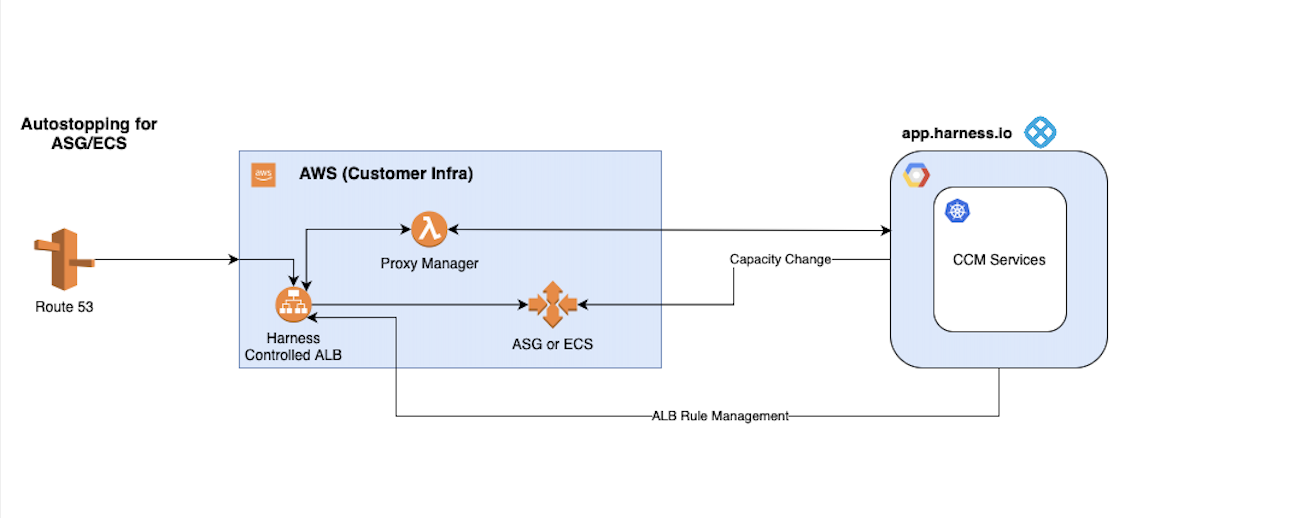 Autostopping for
ASG/ECS
app.harness.io
aws
AWS (Customer Infra)
Proxy Manager
Capacity Change
CCM Services
Route 53
Harness
Controlled ALB
ASG or ECS
ALB Rule Management